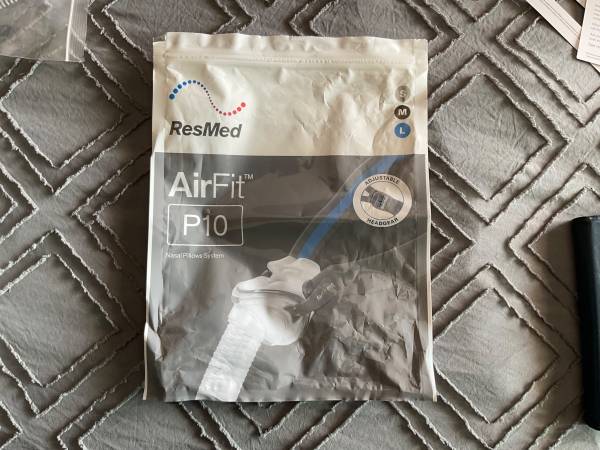 ResMed
S
M
L
AirFit™
P10
Nasal Pillows System
ADJUSTABLE
HEADGEAR